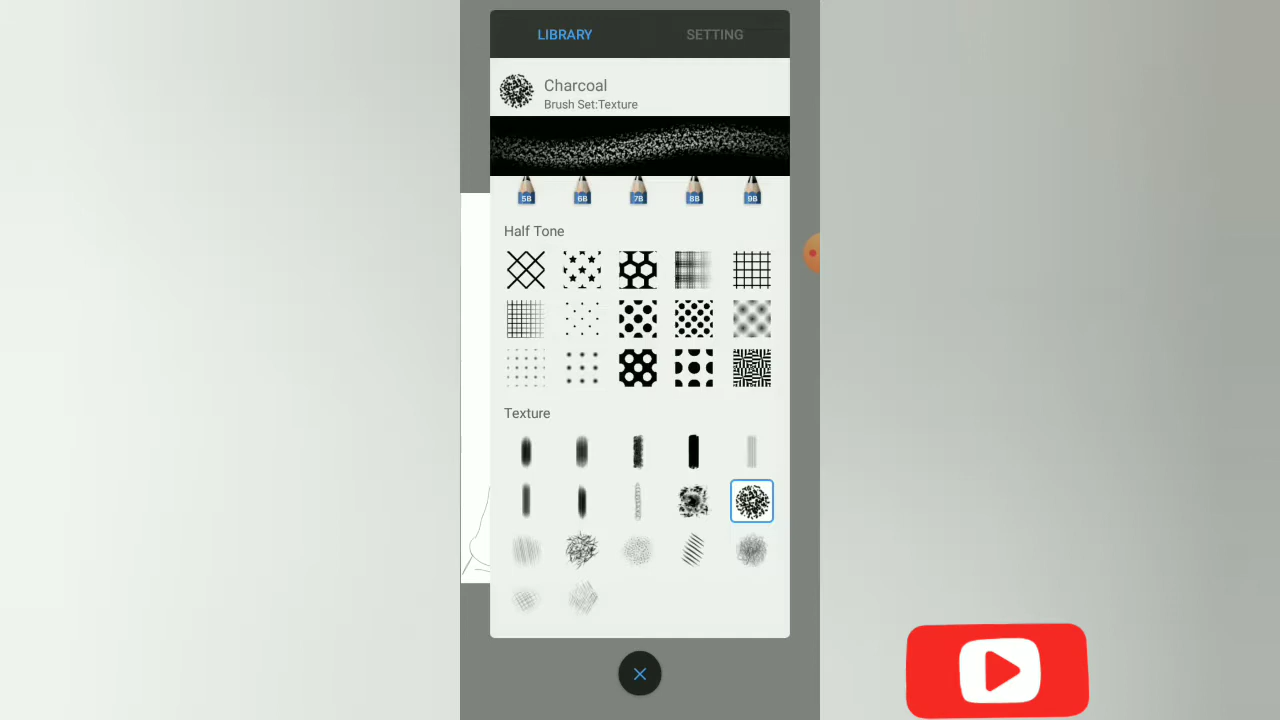 LIBRARY SETTING
Charcoal
Brush Set:Texture
5B 6B 7B 8B 9B
Half Tone
Texture